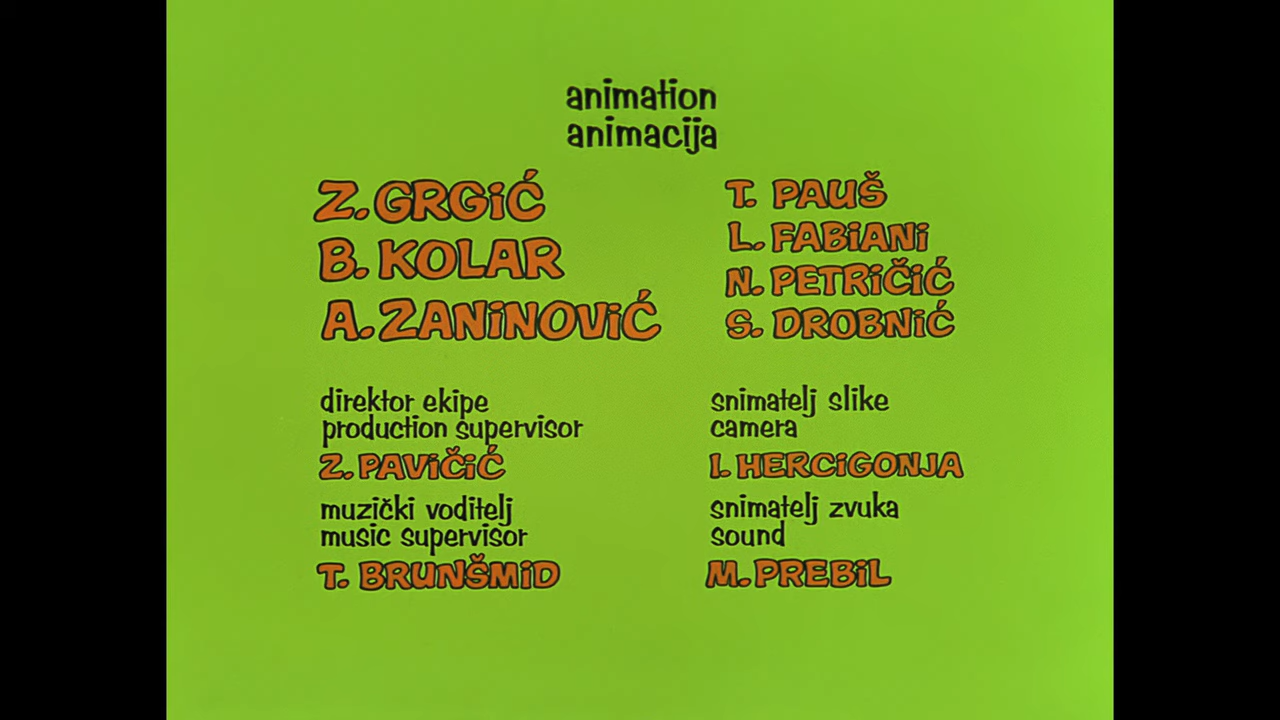 animation
animacija
Z. GRGiĆ
B. KOLAR
A. ZANiNOViĆ
T. PAUŠ
L. FABiANi
N. PETRiČiĆ
S. DROBNiĆ
direktor ekipe
production supervisor
Z. PAViČiĆ
muzički voditelj
music supervisor
T. BRUNŠMiD
snimatelj slike
camera
I. HERCiGONJA
snimatelj zvuka
sound
M. PREBiL